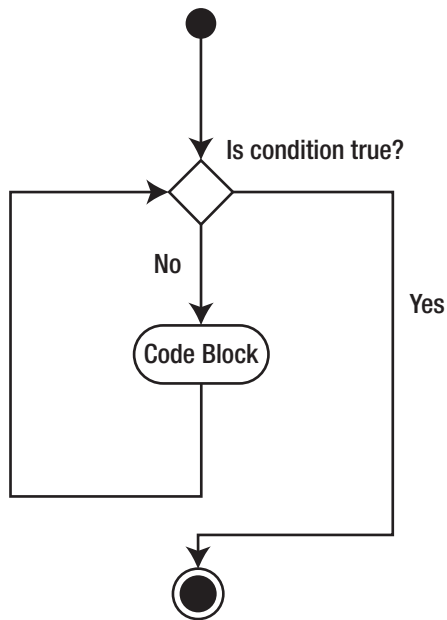 Is condition true?
No
Yes
Code Block